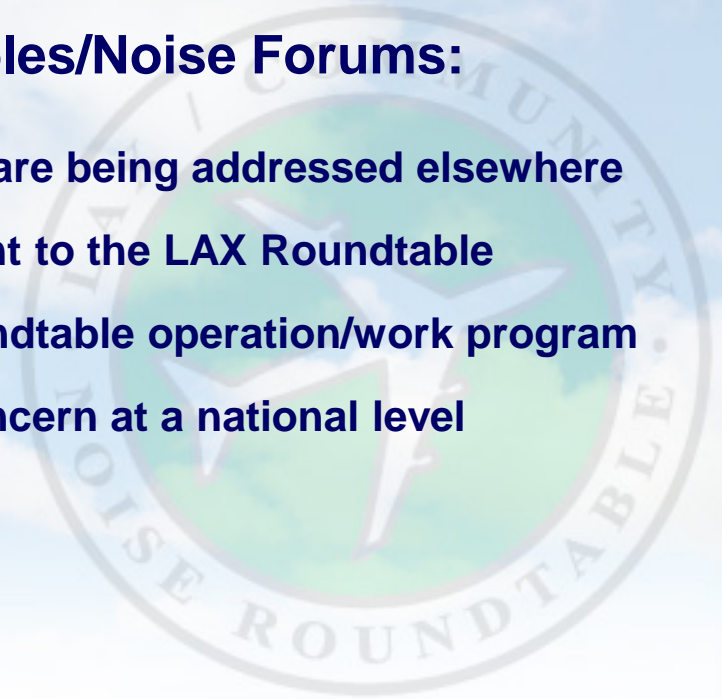 les/Noise Forums:
are being addressed elsewhere
nt to the LAX Roundtable
ndtable operation/work program
ncern at a national level
LAX / COMMUNITY
NOISE ROUNDTABLE